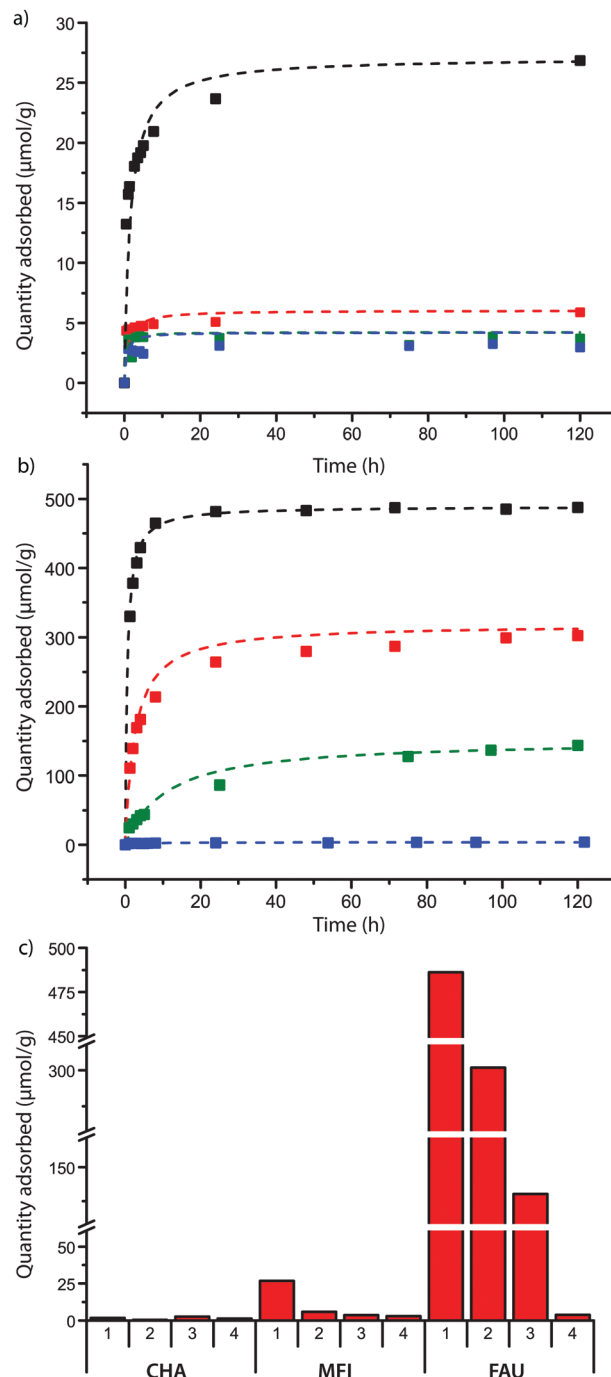 a)
30
25
20
15
10
5
0
Quantity adsorbed (µmol/g)
0 20 40 60 80 100 120
Time (h)
b)
500
400
300
200
100
0
Quantity adsorbed (µmol/g)
0 20 40 60 80 100 120
Time (h)
c)
500
475
450
300
150
50
25
0
Quantity adsorbed (µmol/g)
1 2 3 4 1 2 3 4 1 2 3 4
CHA MFI FAU